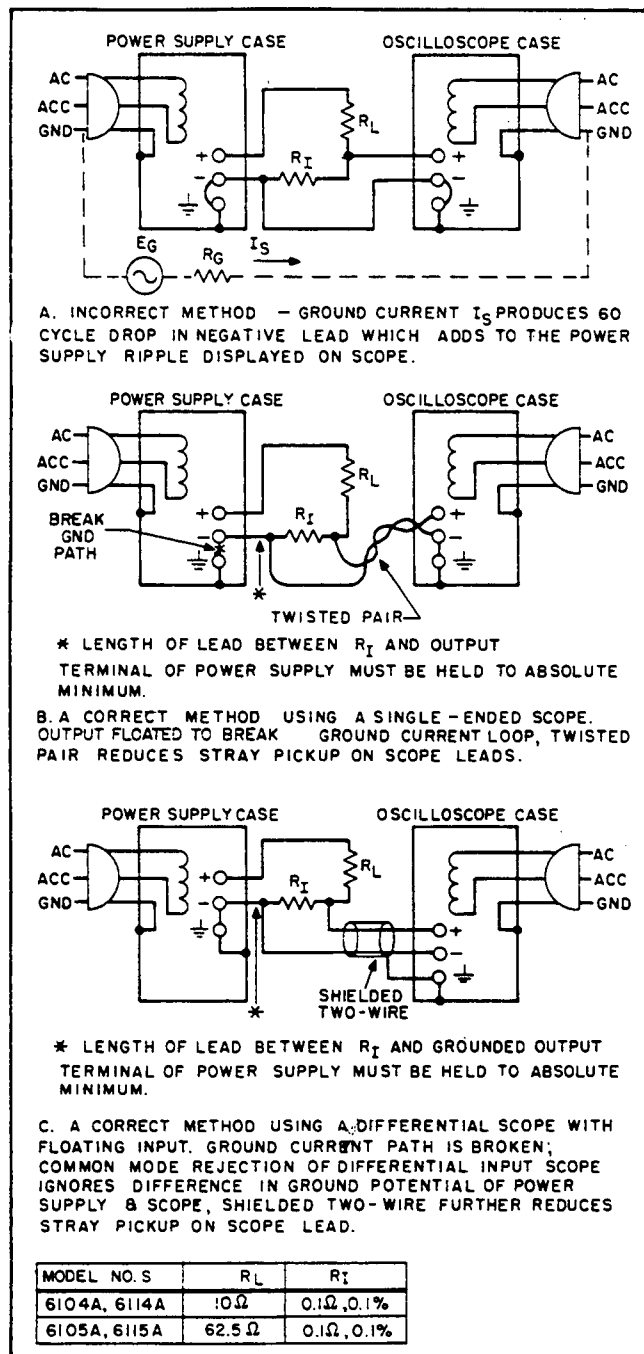 POWER SUPPLY CASE OSCILLOSCOPE CASE
AC AC
ACC ACC
GND GND
RL
RI
+ +
- -
EG
RG
IS
A. INCORRECT METHOD - GROUND CURRENT IS PRODUCES 60
CYCLE DROP IN NEGATIVE LEAD WHICH ADDS TO THE POWER
SUPPLY RIPPLE DISPLAYED ON SCOPE.
POWER SUPPLY CASE OSCILLOSCOPE CASE
AC AC
ACC ACC
GND GND
RL
RI
+ +
- -
BREAK
GND
PATH
*
TWISTED PAIR
* LENGTH OF LEAD BETWEEN RI AND OUTPUT
TERMINAL OF POWER SUPPLY MUST BE HELD TO ABSOLUTE
MINIMUM.
B. A CORRECT METHOD USING A SINGLE-ENDED SCOPE.
OUTPUT FLOATED TO BREAK GROUND CURRENT LOOP, TWISTED
PAIR REDUCES STRAY PICKUP ON SCOPE LEADS.
POWER SUPPLY CASE OSCILLOSCOPE CASE
AC AC
ACC ACC
GND GND
RL
RI
+ +
- -
SHIELDED
TWO-WIRE
*
* LENGTH OF LEAD BETWEEN RI AND GROUNDED OUTPUT
TERMINAL OF POWER SUPPLY MUST BE HELD TO ABSOLUTE
MINIMUM.
C. A CORRECT METHOD USING A DIFFERENTIAL SCOPE WITH
FLOATING INPUT. GROUND CURRENT PATH IS BROKEN;
COMMON MODE REJECTION OF DIFFERENTIAL INPUT SCOPE
IGNORES DIFFERENCE IN GROUND POTENTIAL OF POWER
SUPPLY & SCOPE, SHIELDED TWO-WIRE FURTHER REDUCES
STRAY PICKUP ON SCOPE LEAD.
MODEL NO. S RL RI
6104A, 6114A 10Ω 0.1Ω, 0.1%
6105A, 6115A 62.5Ω 0.1Ω, 0.1%